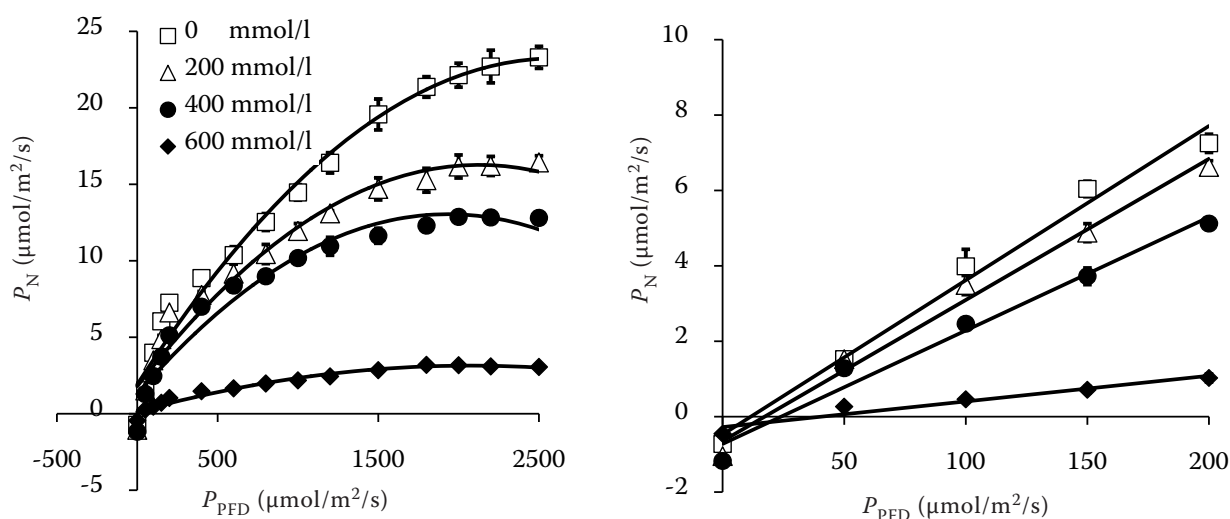 25
20
15
10
5
0
-5
-500
500
1500
2500
P_N (µmol/m²/s)
P_PFD (µmol/m²/s)
0 mmol/l
200 mmol/l
400 mmol/l
600 mmol/l
10
8
6
4
2
0
-2
50
100
150
200
P_N (µmol/m²/s)
P_PFD (µmol/m²/s)